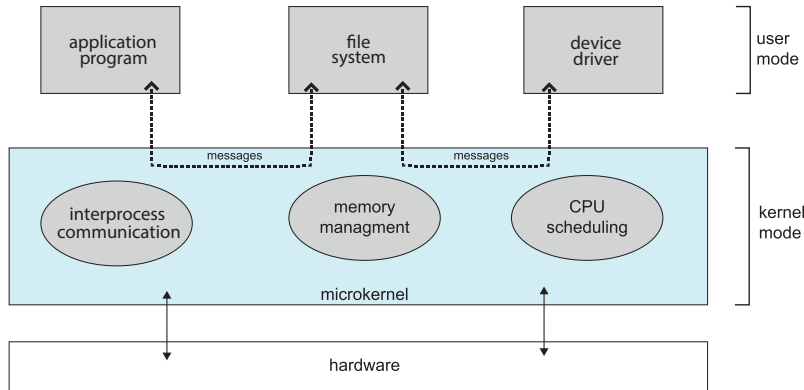 application
program
file
system
device
driver
user
mode
messages
messages
interprocess
communication
memory
managment
CPU
scheduling
kernel
mode
microkernel
hardware